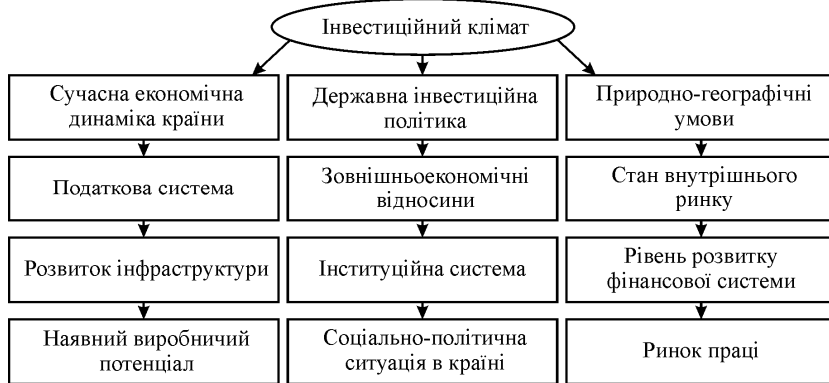 Інвестиційний клімат
Сучасна економічна
динаміка країни
Державна інвестиційна
політика
Природно-географічні
умови
Податкова система
Зовнішньоекономічні
відносини
Стан внутрішнього
ринку
Розвиток інфраструктури
Інституційна система
Рівень розвитку
фінансової системи
Наявний виробничий
потенціал
Соціально-політична
ситуація в країні
Ринок праці